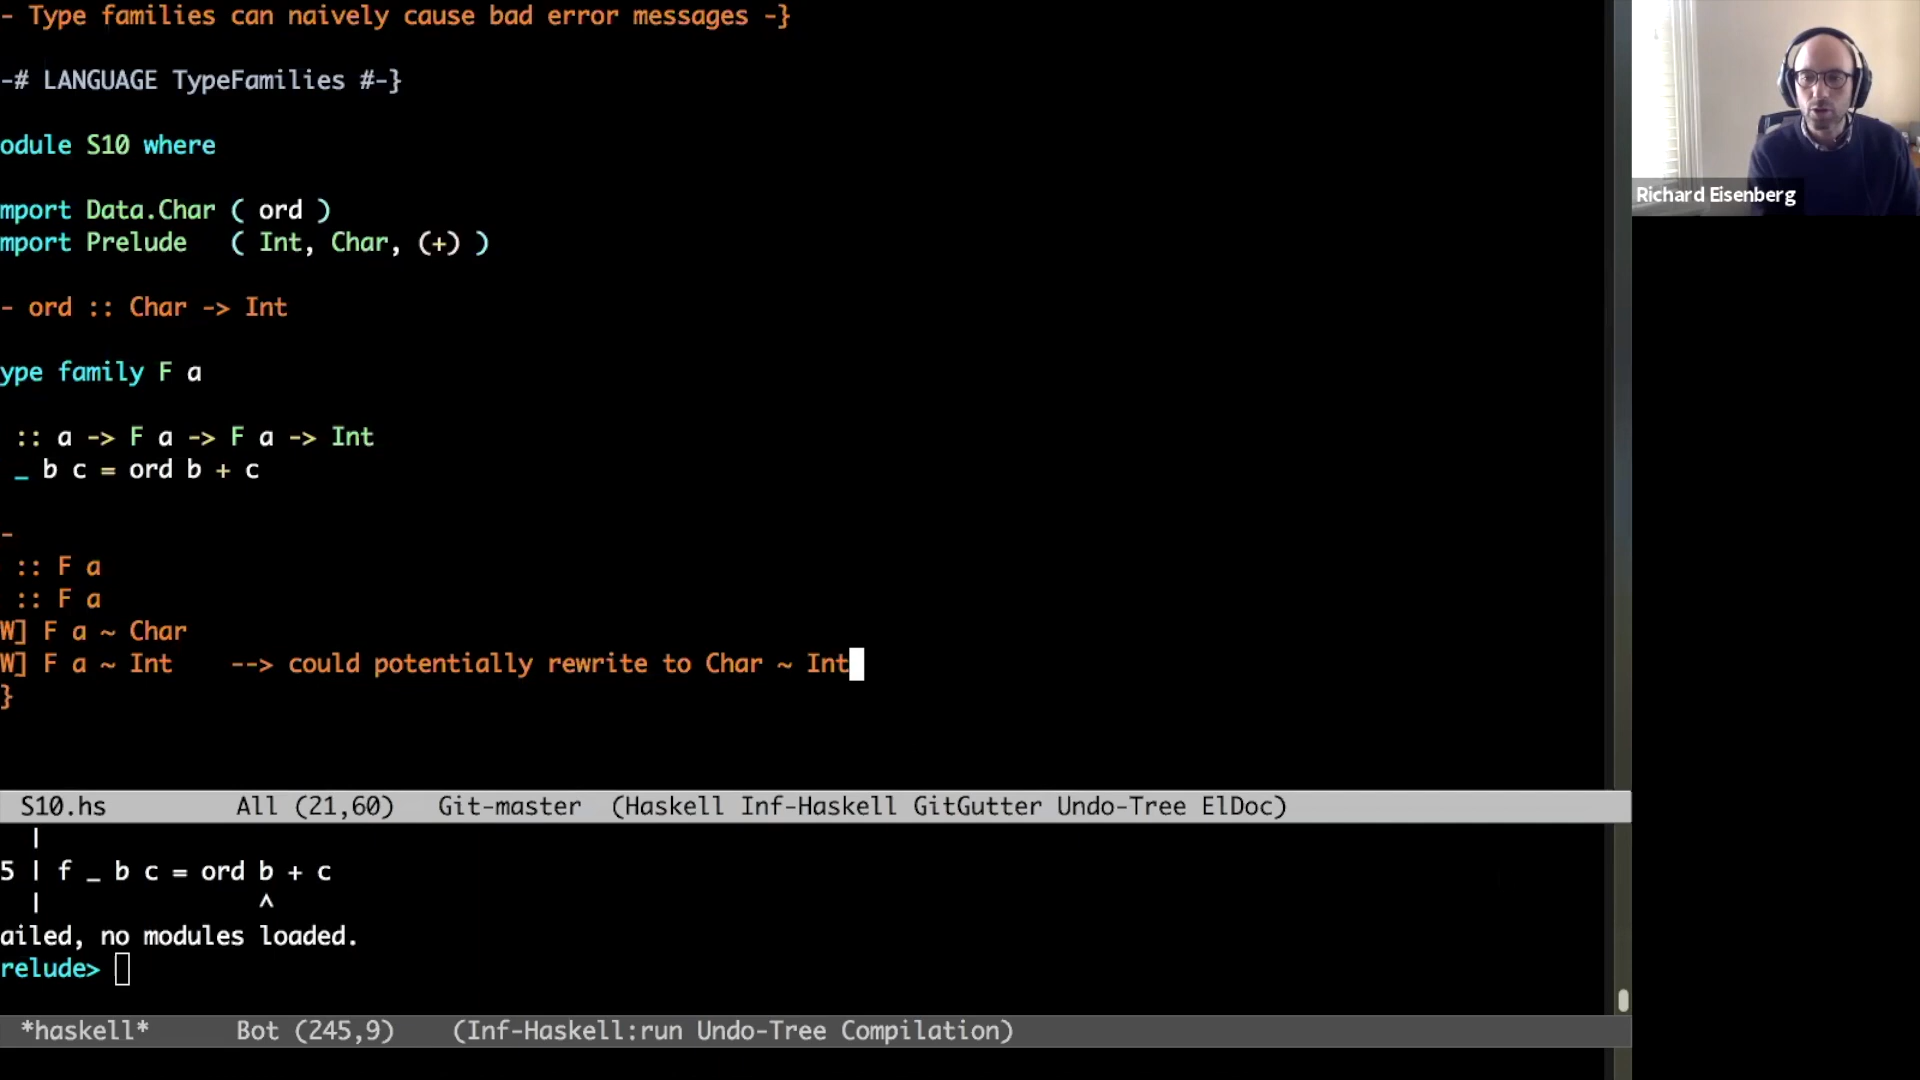 - Type families can naively cause bad error messages -}
-# LANGUAGE TypeFamilies #-}
odule S10 where
mport Data.Char ( ord )
mport Prelude   ( Int, Char, (+) )
- ord :: Char -> Int
ype family F a
:: a -> F a -> F a -> Int
_ b c = ord b + c
-
:: F a
:: F a
W] F a ~ Char
W] F a ~ Int    --> could potentially rewrite to Char ~ Int
}
S10.hs         All (21,60)   Git-master  (Haskell Inf-Haskell GitGutter Undo-Tree ElDoc)
|
5 | f _ b c = ord b + c
|               ^
ailed, no modules loaded.
relude>
*haskell*      Bot (245,9)    (Inf-Haskell:run Undo-Tree Compilation)
Richard Eisenberg